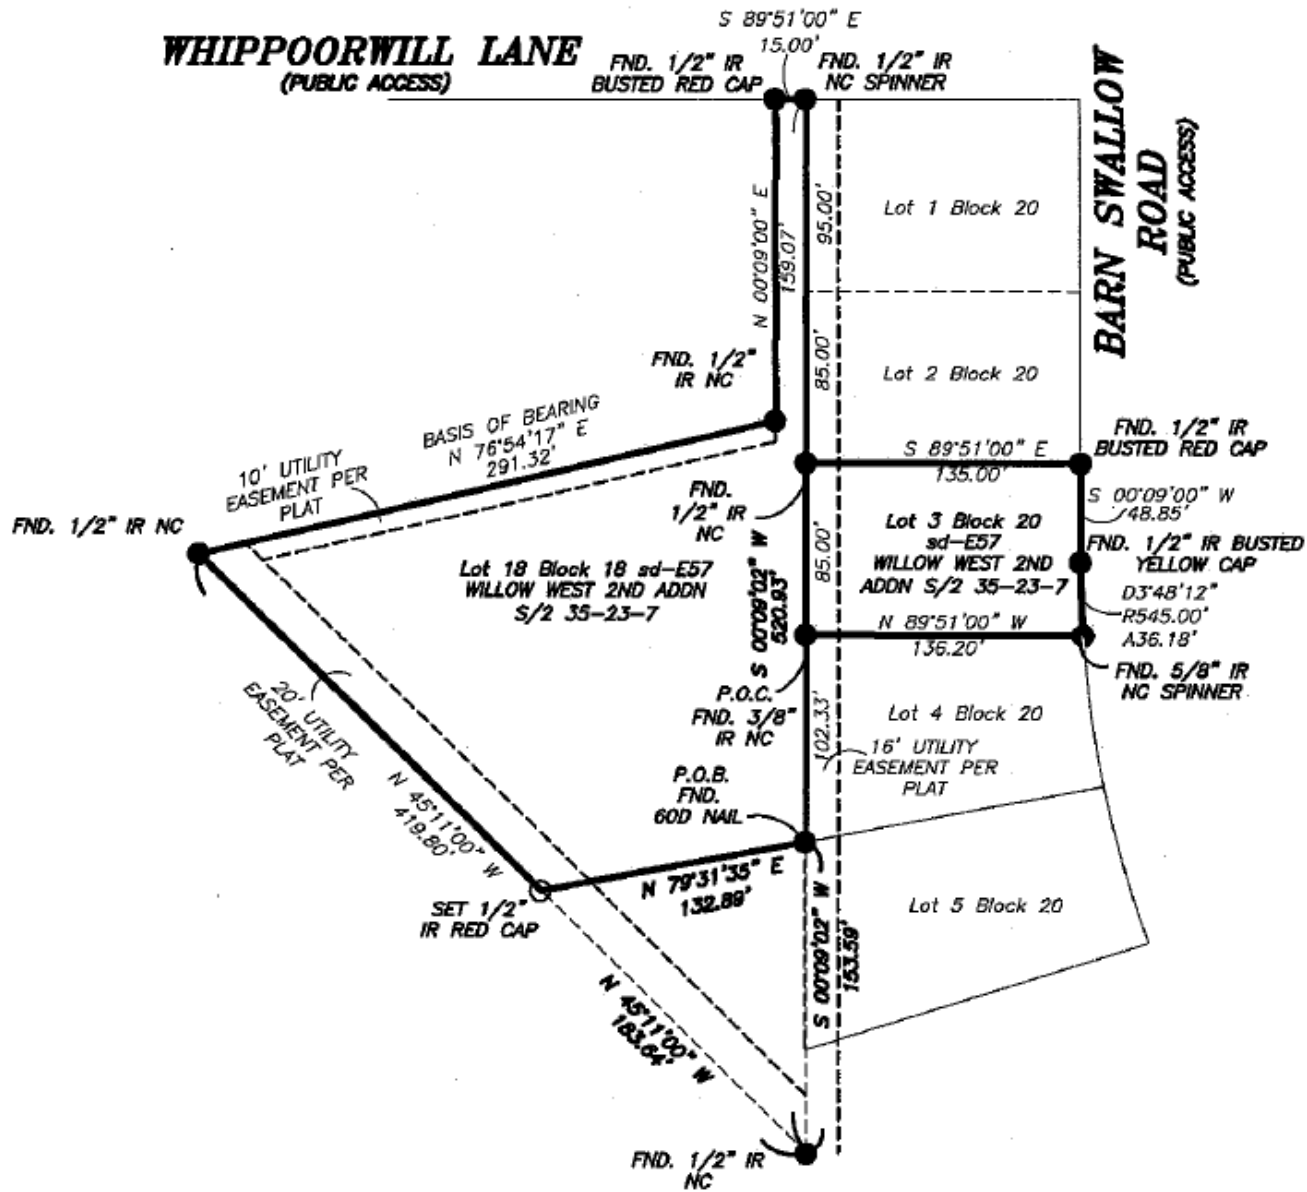 S 89°51'00" E
15.00'
WHIPPOORWILL LANE
(PUBLIC ACCESS)
FND. 1/2" IR
BUSTED RED CAP
FND. 1/2" IR
NC SPINNER
BARN SWALLOW
ROAD
(PUBLIC ACCESS)
N 00°09'00" E
159.07'
95.00'
Lot 1 Block 20
FND. 1/2"
IR NC
85.00'
Lot 2 Block 20
BASIS OF BEARING
N 76°54'17" E
291.32'
10' UTILITY
EASEMENT PER
PLAT
FND. 1/2" IR
BUSTED RED CAP
S 89°51'00" E
135.00'
FND.
1/2" IR
NC
S 00°09'00" W
48.85'
FND. 1/2" IR NC
Lot 3 Block 20
sd-E57
WILLOW WEST 2ND
ADDN S/2 35-23-7
FND. 1/2" IR BUSTED
YELLOW CAP
Lot 18 Block 18 sd-E57
WILLOW WEST 2ND ADDN
S/2 35-23-7
S 00°09'02" W
520.93'
85.00'
D3°48'12"
R545.00'
A36.18'
N 89°51'00" W
136.20'
FND. 5/8" IR
NC SPINNER
20' UTILITY
EASEMENT PER
PLAT
P.O.C.
FND. 3/8"
IR NC
102.33'
Lot 4 Block 20
16' UTILITY
EASEMENT PER
PLAT
P.O.B.
FND.
60D NAIL
N 45°11'00" W
419.80'
N 79°31'35" E
132.89'
SET 1/2"
IR RED CAP
S 00°09'02" W
153.59'
Lot 5 Block 20
N 45°11'00" W
183.64'
FND. 1/2" IR
NC